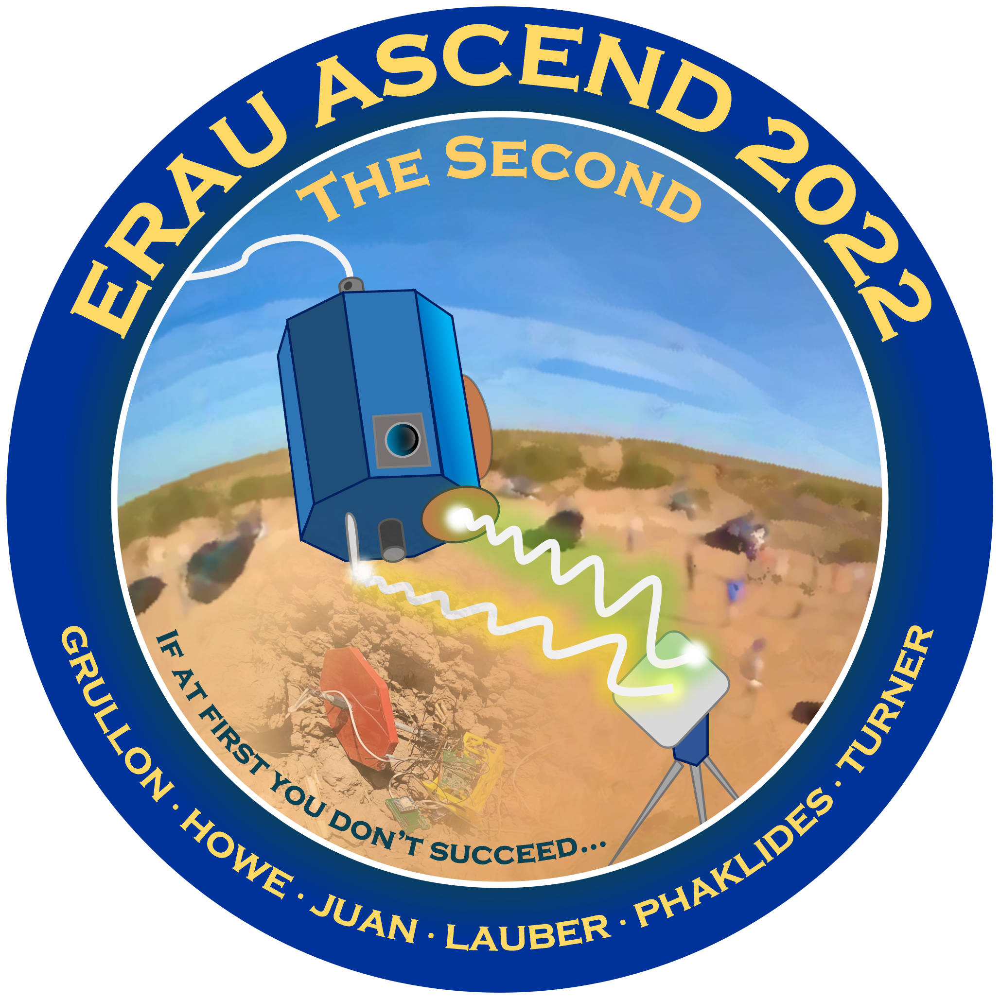 ERAU ASCEND 2022
THE SECOND
IF AT FIRST YOU DON'T SUCCEED...
GRULLON · HOWE · JUAN · LAUBER · PHAKLIDES · TURNER